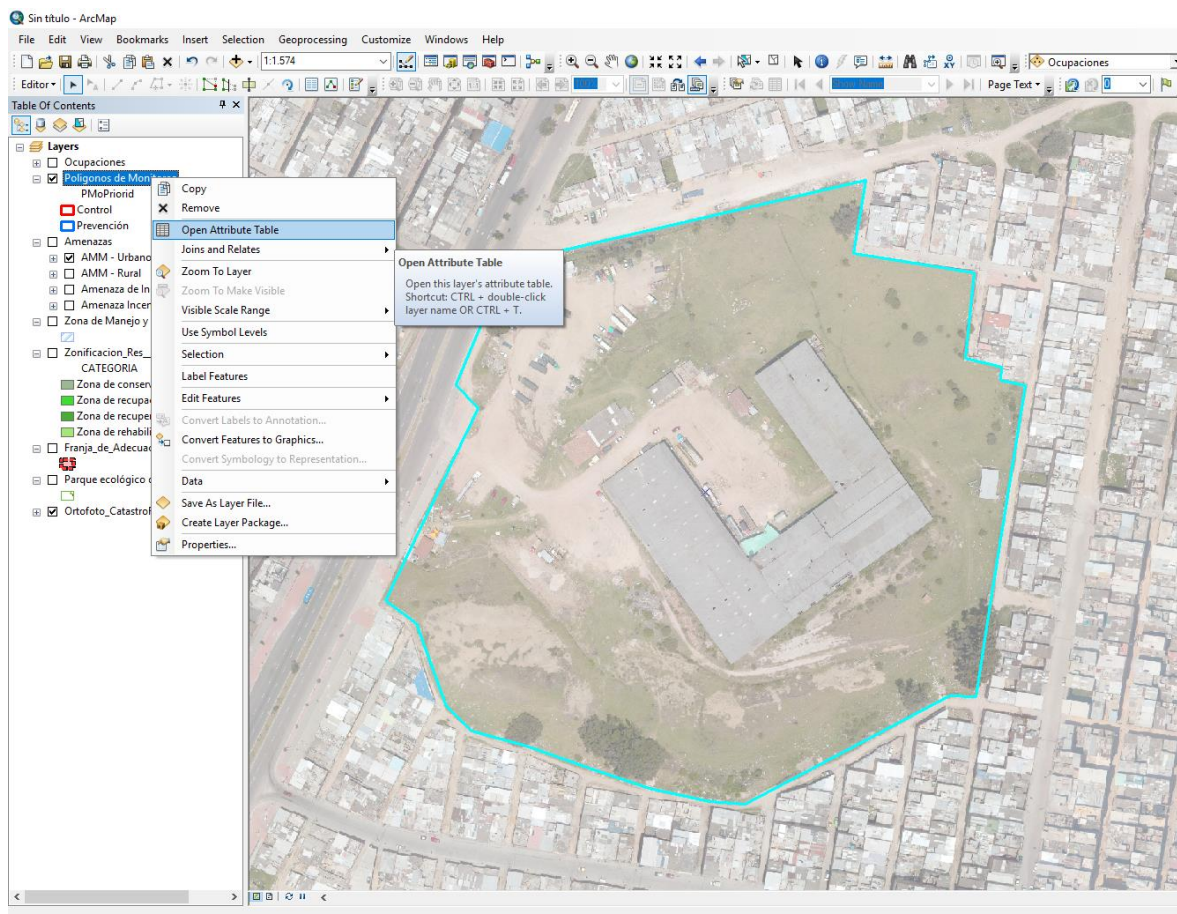 Sin título - ArcMap
File Edit View Bookmarks Insert Selection Geoprocessing Customize Windows Help
1:1.574
Ocupaciones
Editor
Page Text
0
Table Of Contents
Layers
Ocupaciones
Poligonos de Mon
PMoPriorid
Control
Prevención
Amenazas
AMM - Urbano
AMM - Rural
Amenaza de In
Amenaza Incen
Zona de Manejo y
Zonificacion_Res_
CATEGORIA
Zona de conserv
Zona de recupa
Zona de recuper
Zona de rehabili
Franja_de_Adecuac
Parque ecológico
Ortofoto_Catastro
Copy
Remove
Open Attribute Table
Joins and Relates
Zoom To Layer
Zoom To Make Visible
Visible Scale Range
Use Symbol Levels
Selection
Label Features
Edit Features
Convert Labels to Annotation...
Convert Features to Graphics...
Convert Symbology to Representation...
Data
Save As Layer File...
Create Layer Package...
Properties...
Open Attribute Table
Open this layer's attribute table.
Shortcut: CTRL + double-click
layer name OR CTRL + T.